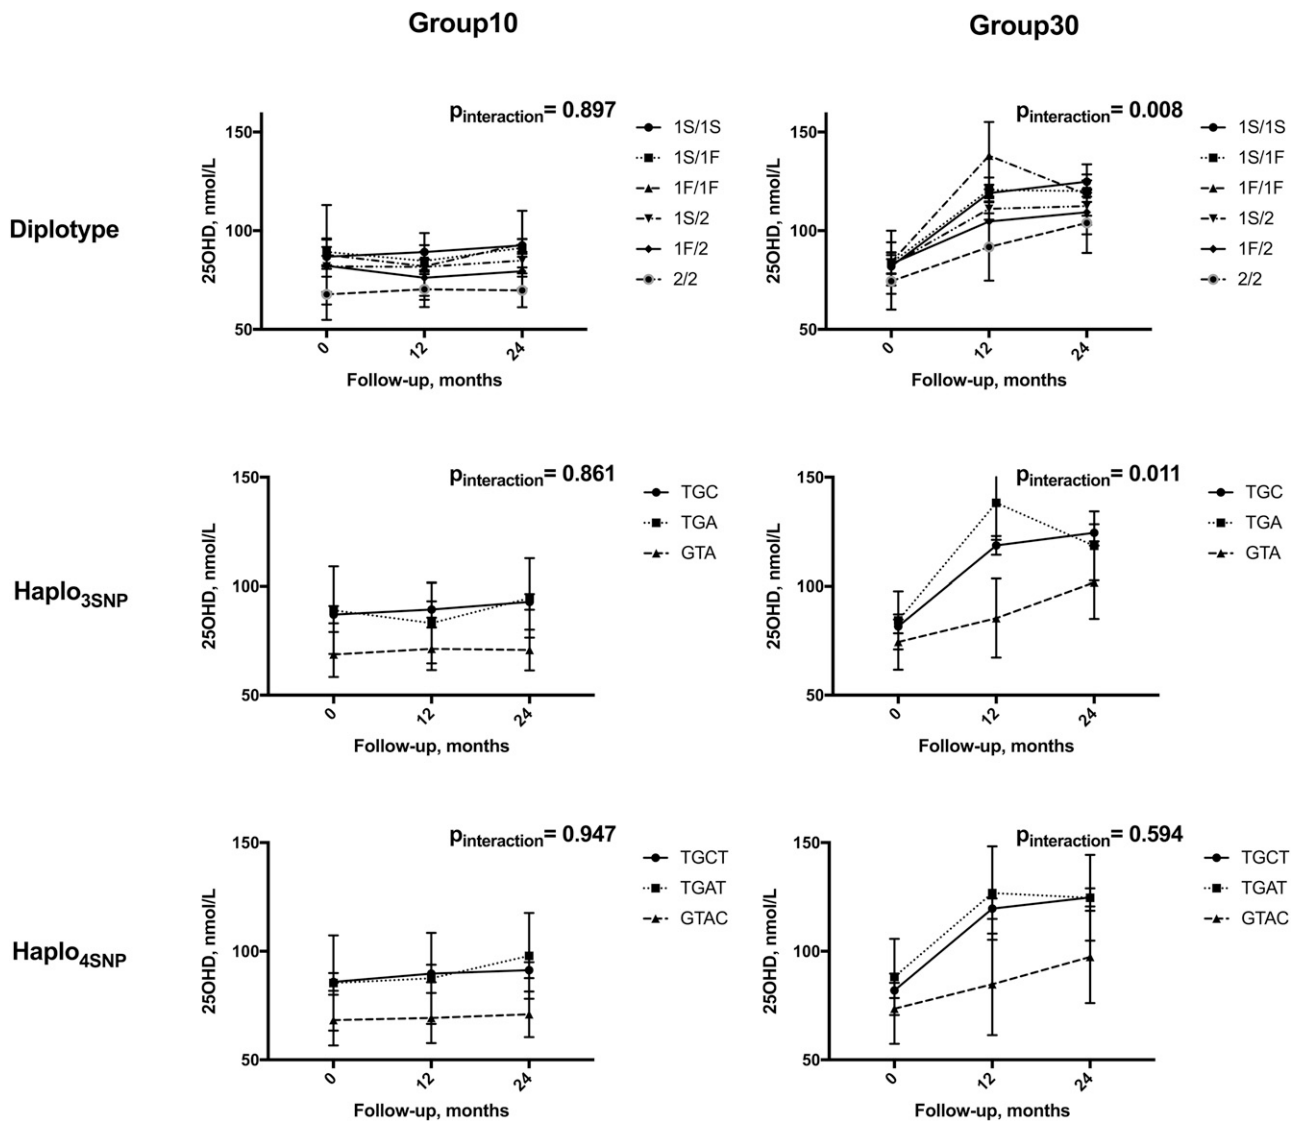 Group10
Group30
Diplotype
p interaction = 0.897
150
100
50
25OHD, nmol/L
0
12
24
Follow-up, months
1S/1S
1S/1F
1F/1F
1S/2
1F/2
2/2
p interaction = 0.008
150
100
50
25OHD, nmol/L
0
12
24
Follow-up, months
1S/1S
1S/1F
1F/1F
1S/2
1F/2
2/2
Haplo3SNP
p interaction = 0.861
150
100
50
25OHD, nmol/L
0
12
24
Follow-up, months
TGC
TGA
GTA
p interaction = 0.011
150
100
50
25OHD, nmol/L
0
12
24
Follow-up, months
TGC
TGA
GTA
Haplo4SNP
p interaction = 0.947
150
100
50
25OHD, nmol/L
0
12
24
Follow-up, months
TGCT
TGAT
GTAC
p interaction = 0.594
150
100
50
25OHD, nmol/L
0
12
24
Follow-up, months
TGCT
TGAT
GTAC